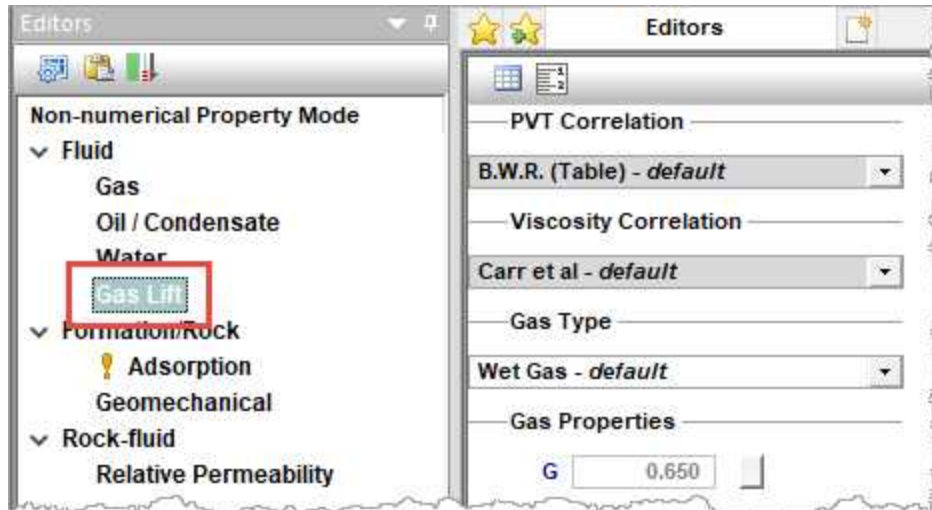 Editors
Non-numerical Property Mode
Fluid
Gas
Oil / Condensate
Water
Gas Lift
Formation/Rock
Adsorption
Geomechanical
Rock-fluid
Relative Permeability
Editors
PVT Correlation
B.W.R. (Table) - default
Viscosity Correlation
Carr et al - default
Gas Type
Wet Gas - default
Gas Properties
G 0.650